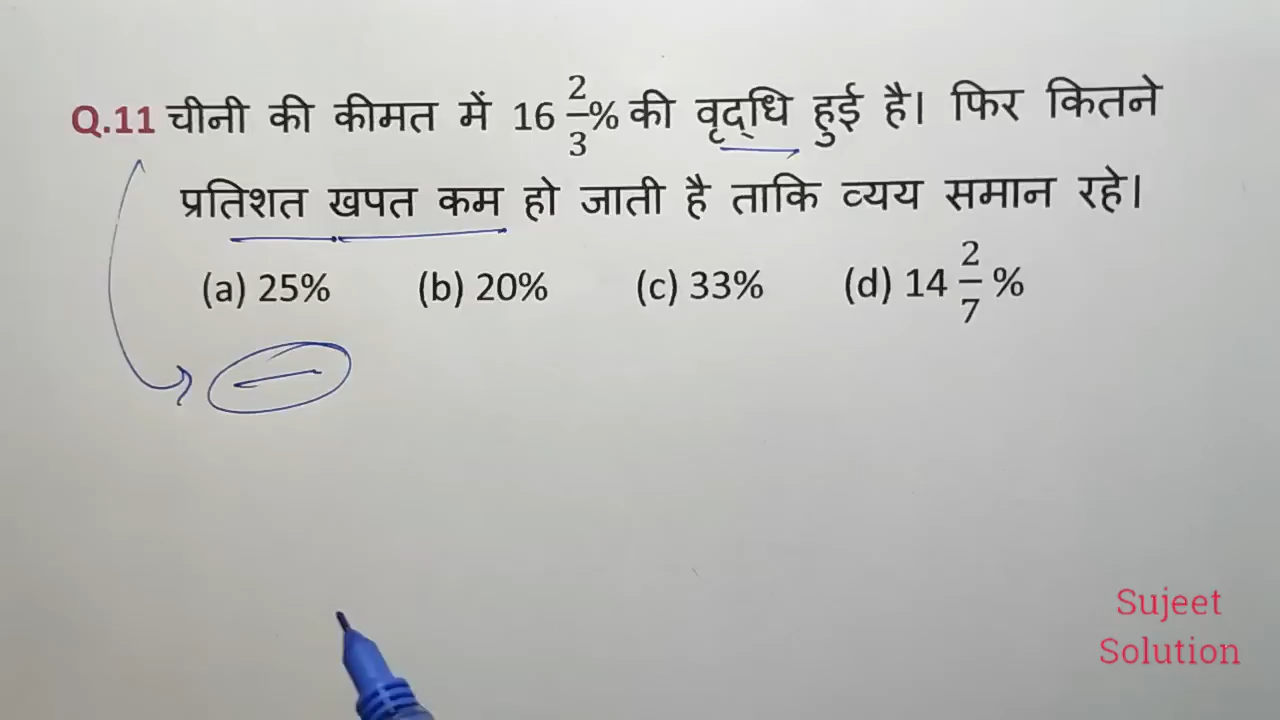 Q.11 चीनी की कीमत में 16 2/3% की वृद्धि हुई है। फिर कितने
प्रतिशत खपत कम हो जाती है ताकि व्यय समान रहे।
(a) 25% (b) 20% (c) 33% (d) 14 2/7 %
Sujeet
Solution